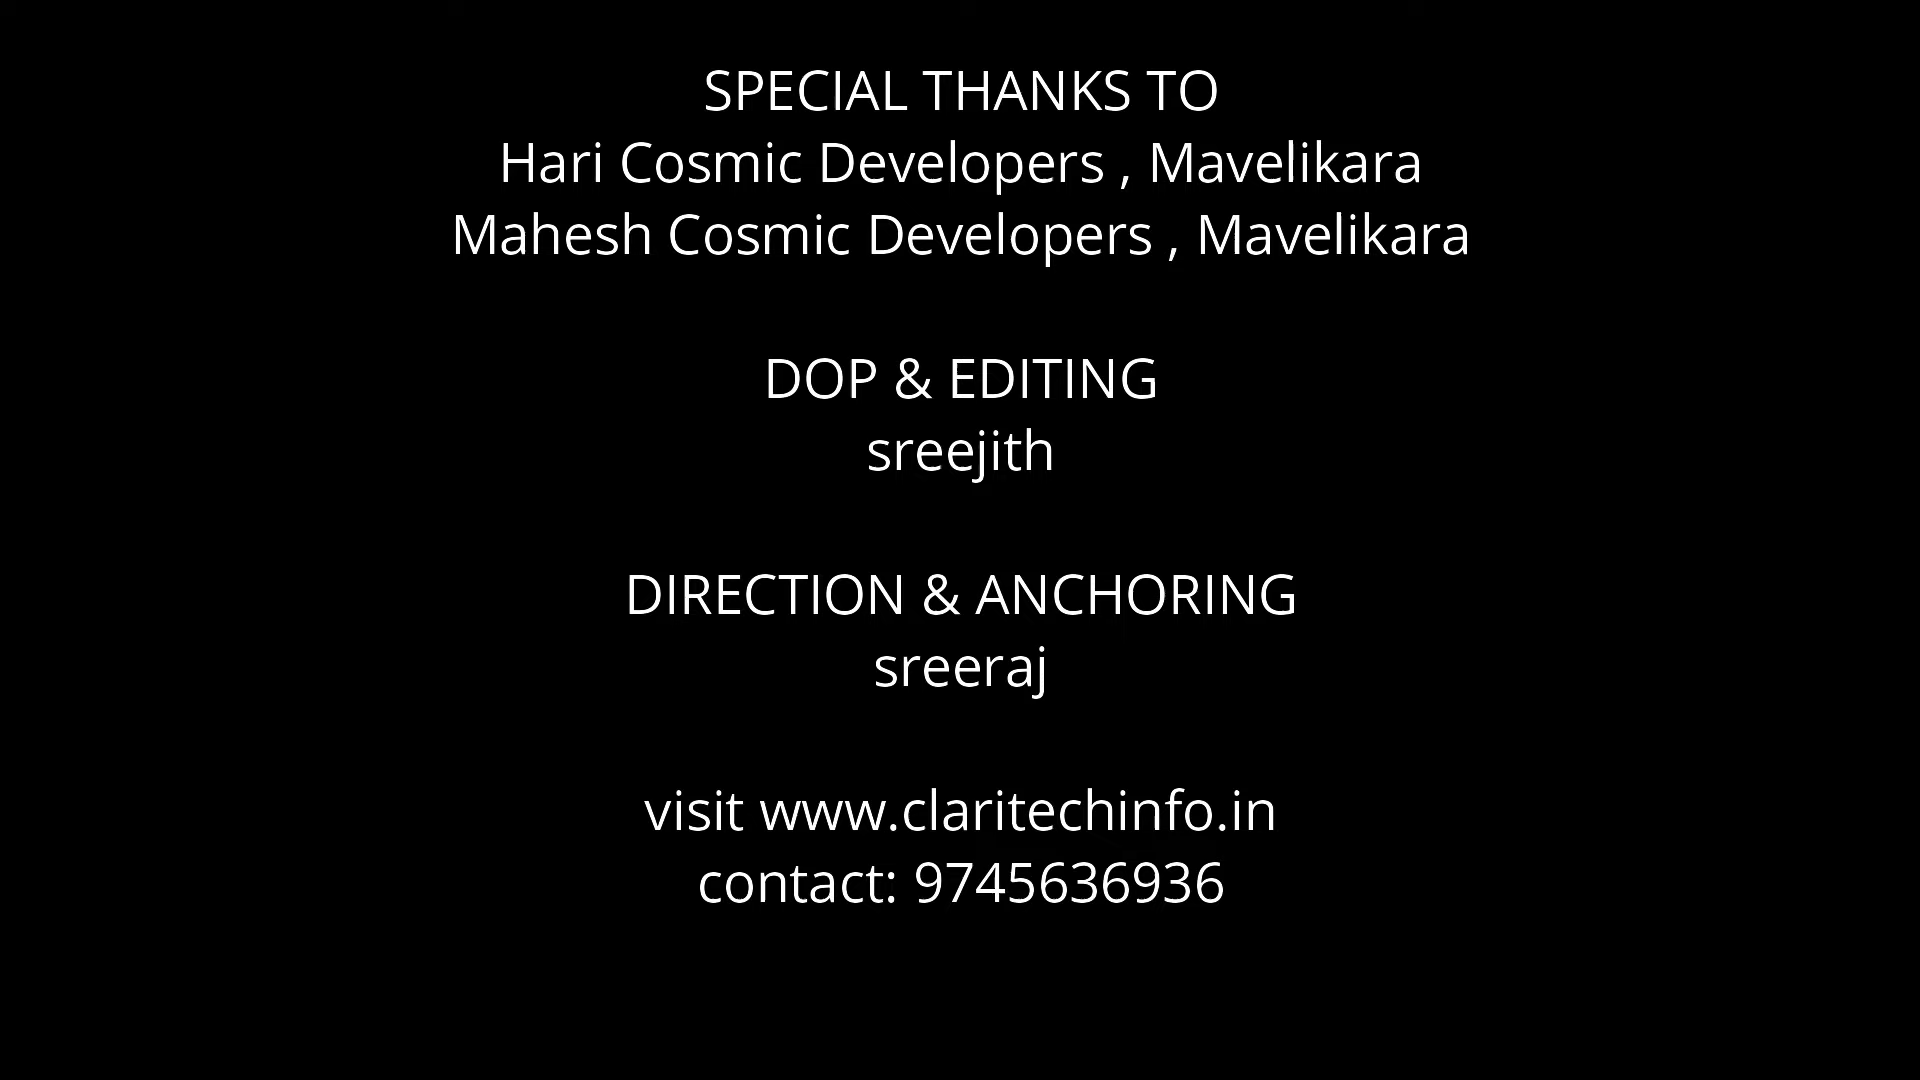 SPECIAL THANKS TO
Hari Cosmic Developers , Mavelikara
Mahesh Cosmic Developers , Mavelikara
DOP & EDITING
sreejith
DIRECTION & ANCHORING
sreeraj
visit www.claritechinfo.in
contact: 9745636936